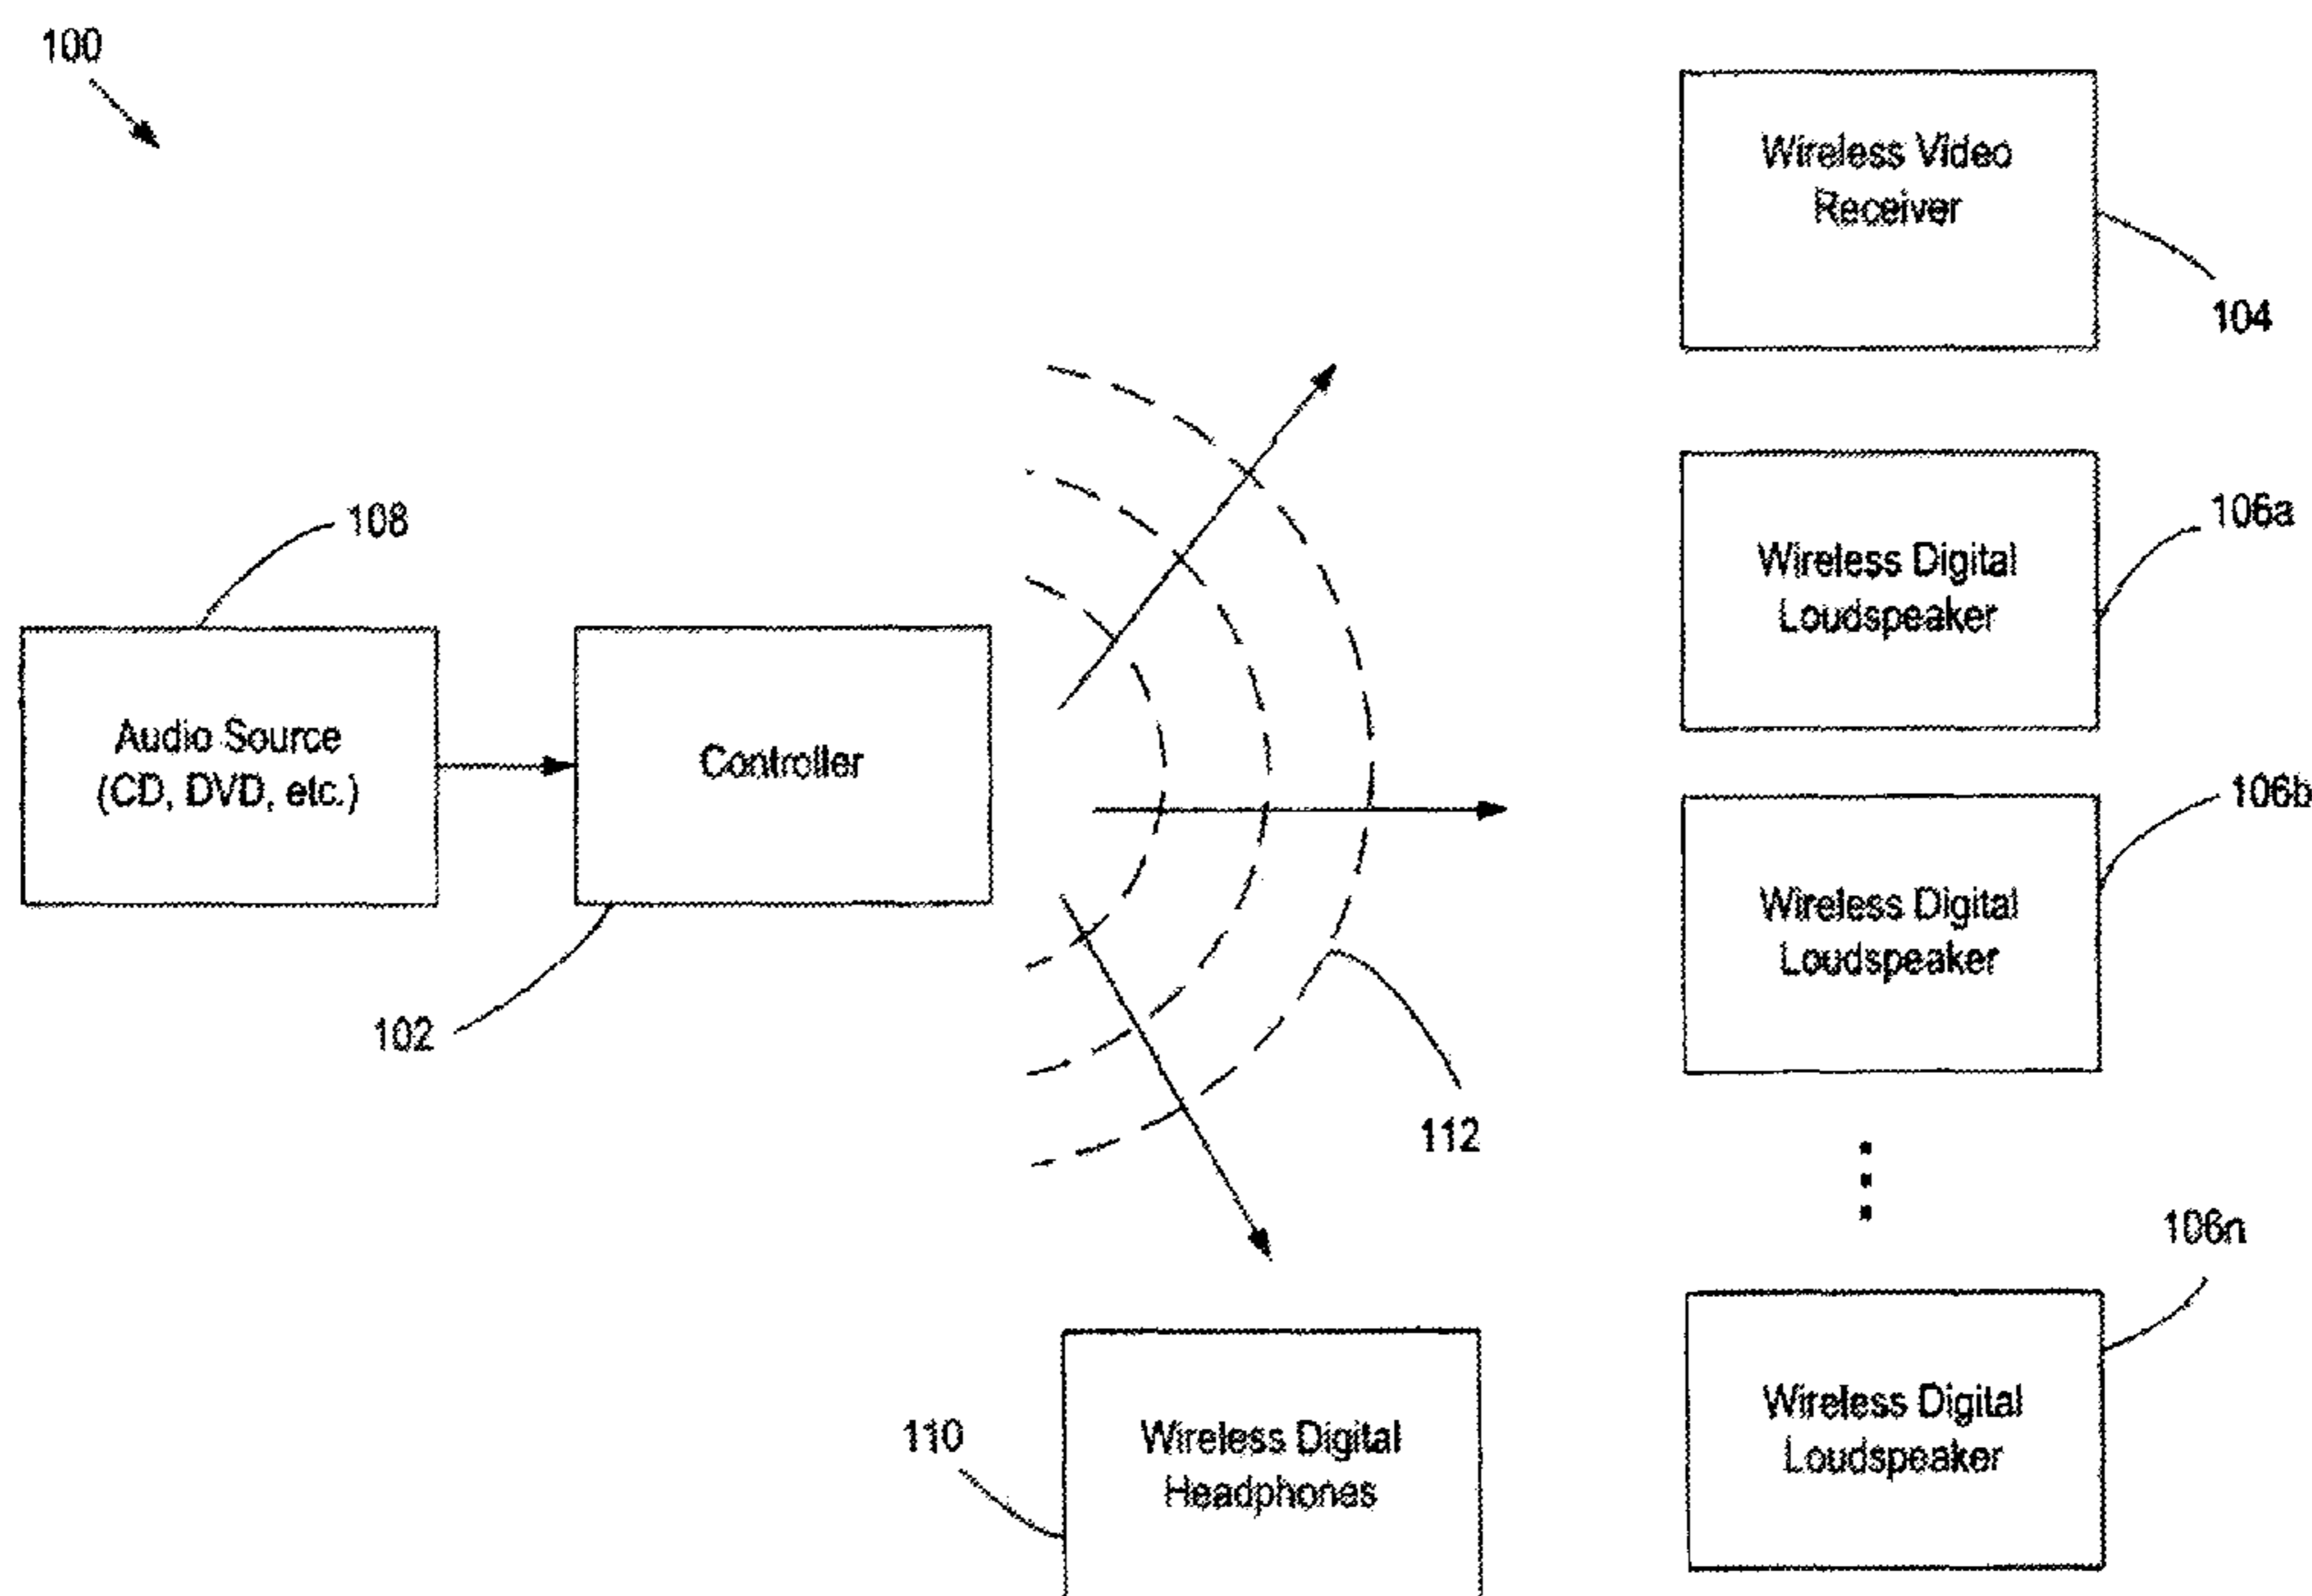 100
Wireless Video
Receiver
104
108
106a
Wireless Digital
Loudspeaker
Audio Source
(CD, DVD, etc.)
Controller
106b
Wireless Digital
Loudspeaker
102
112
106n
110
Wireless Digital
Headphones
Wireless Digital
Loudspeaker